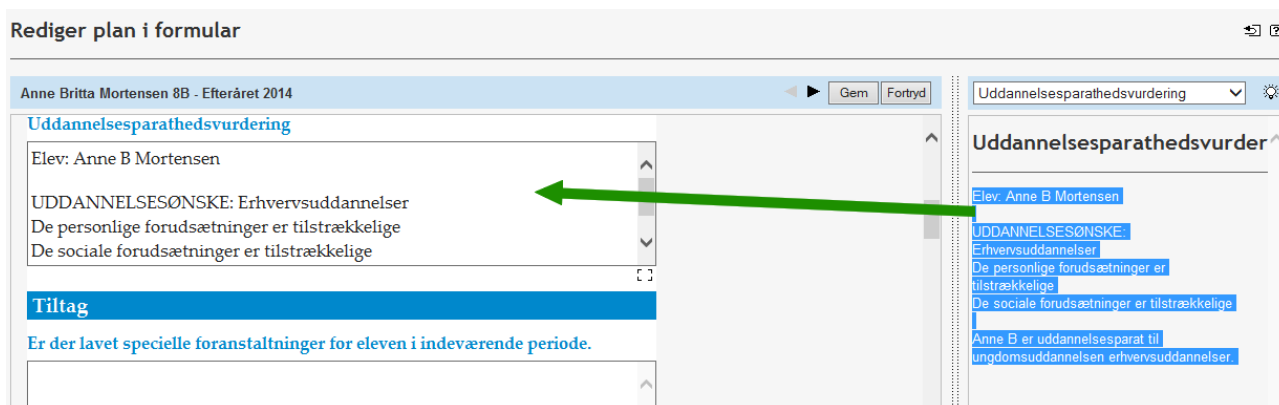 Rediger plan i formular
Anne Britta Mortensen 8B - Efteråret 2014
Gem
Fortryd
Uddannelsesparathedsvurdering
Elev: Anne B Mortensen
UDDANNELSESØNSKE: Erhvervsuddannelser
De personlige forudsætninger er tilstrækkelige
De sociale forudsætninger er tilstrækkelige
Tiltag
Er der lavet specielle foranstaltninger for eleven i indeværende periode.
Uddannelsesparathedsvurdering
Uddannelsesparathedsvurder
Elev: Anne B Mortensen
UDDANNELSESØNSKE:
Erhvervsuddannelser
De personlige forudsætninger er
tilstrækkelige
De sociale forudsætninger er tilstrækkelige
Anne B er uddannelsesparat til
ungdomsuddannelsen erhvervsuddannelser.